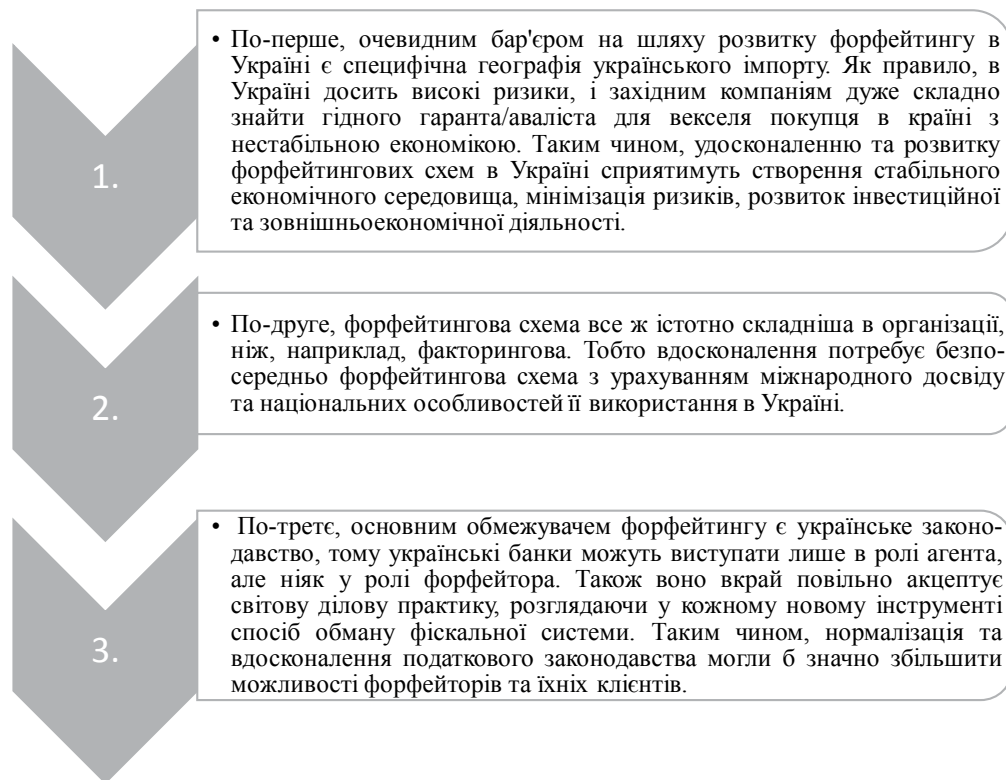 • По-перше, очевидним бар'єром на шляху розвитку форфейтингу в
Україні є специфічна географія українського імпорту. Як правило, в
Україні досить високі ризики, і західним компаніям дуже складно
знайти гідного гаранта/аваліста для векселя покупця в країні з
нестабільною економікою. Таким чином, удосконаленню та розвитку
форфейтингових схем в Україні сприятимуть створення стабільного
економічного середовища, мінімізація ризиків, розвиток інвестиційної
та зовнішньоекономічної діяльності.
1.
• По-друге, форфейтингова схема все ж істотно складніша в організації,
ніж, наприклад, факторингова. Тобто вдосконалення потребує безпо-
середньо форфейтингова схема з урахуванням міжнародного досвіду
та національних особливостей її використання в Україні.
2.
• По-третє, основним обмежувачем форфейтингу є українське законо-
давство, тому українські банки можуть виступати лише в ролі агента,
але ніяк у ролі форфейтора. Також воно вкрай повільно акцептує
світову ділову практику, розглядаючи у кожному новому інструменті
спосіб обману фіскальної системи. Таким чином, нормалізація та
вдосконалення податкового законодавства могли б значно збільшити
можливості форфейторів та їхніх клієнтів.
3.